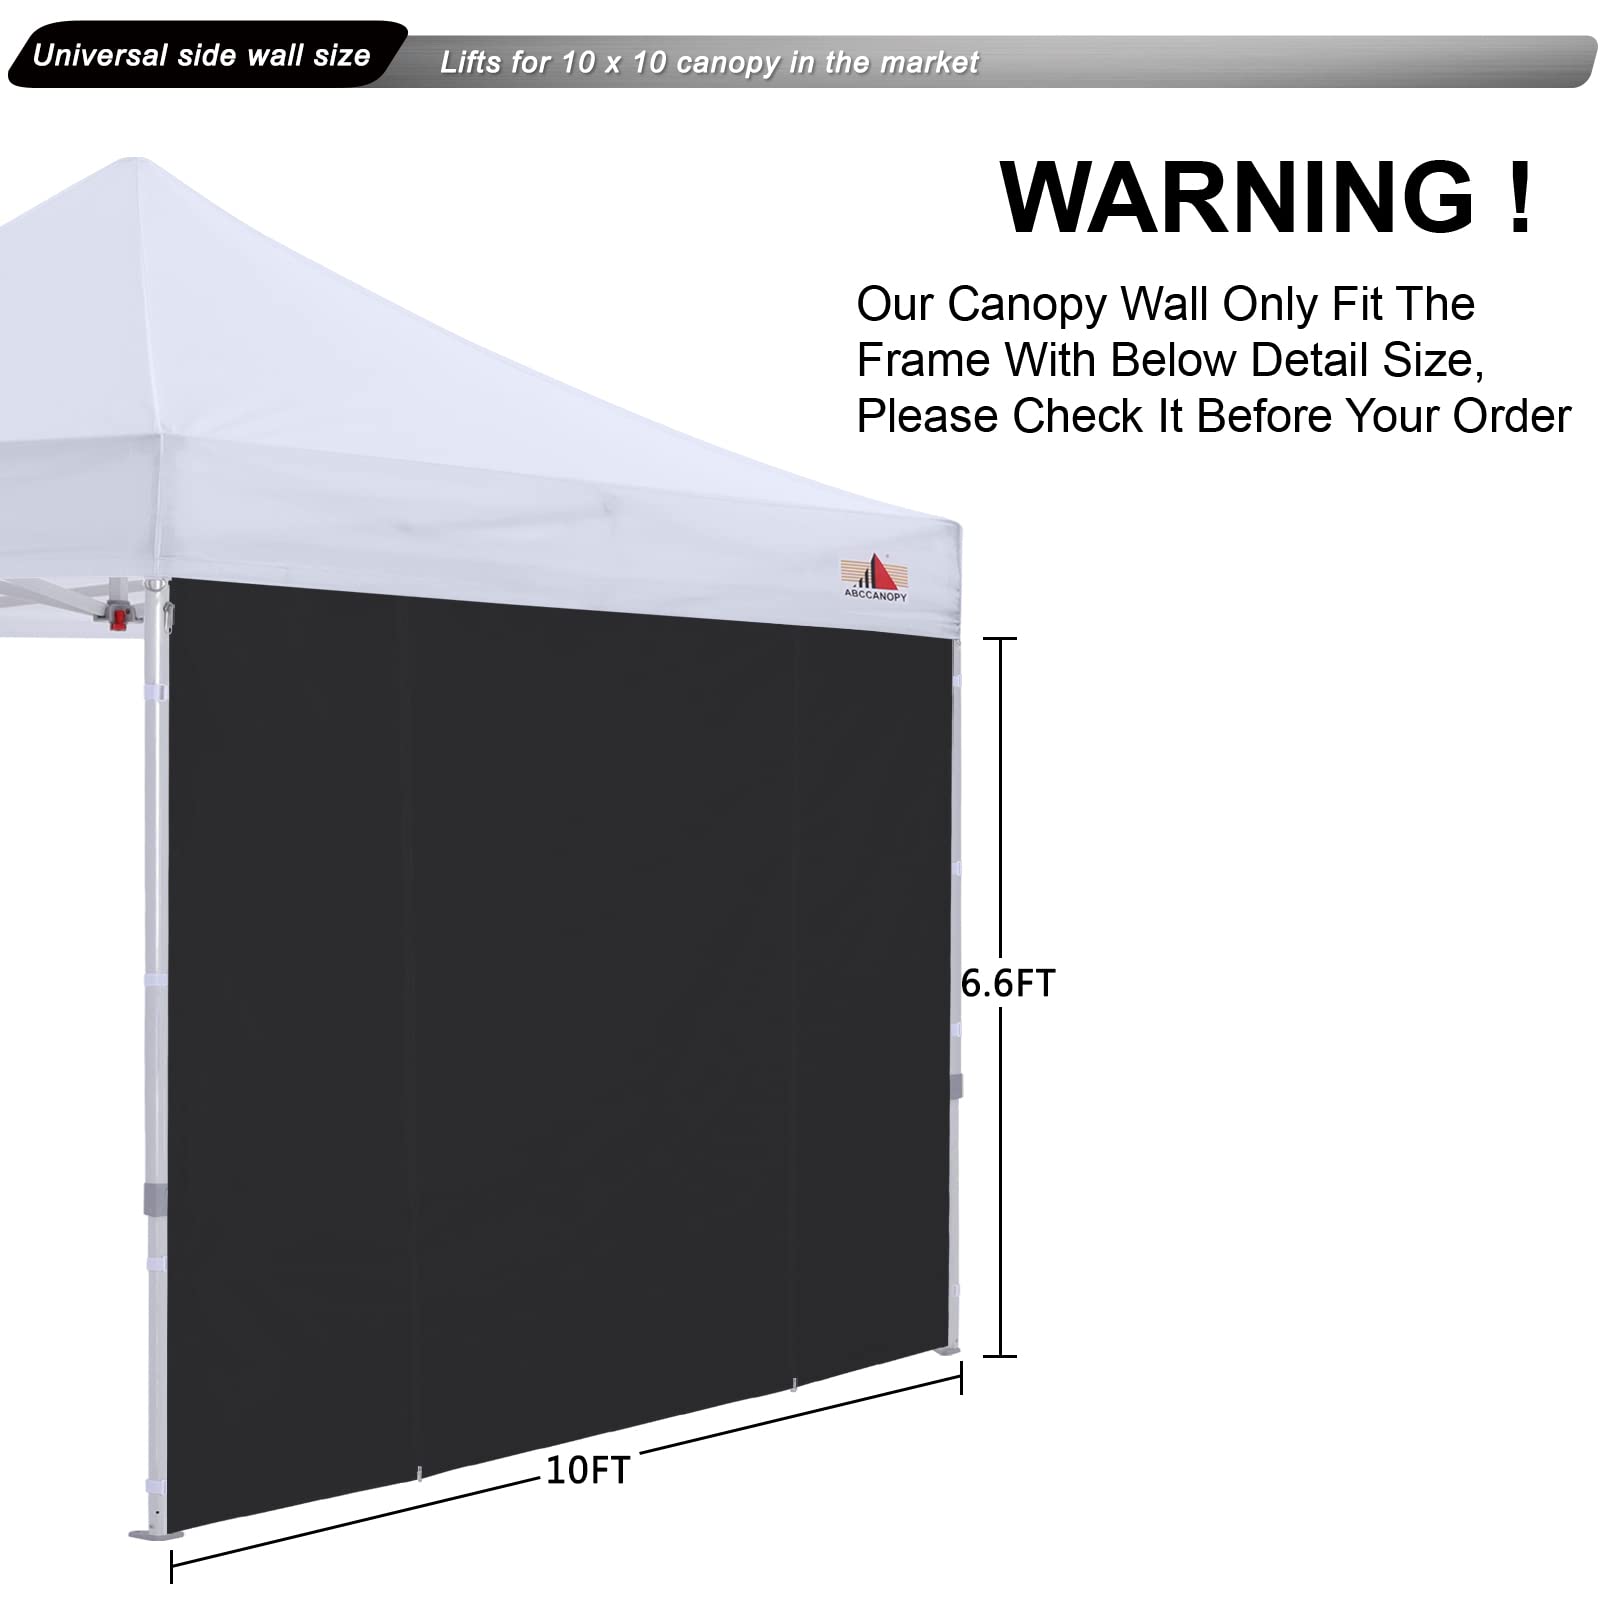 Universal side wall size
Lifts for 10 x 10 canopy in the market
WARNING !
Our Canopy Wall Only Fit The
Frame With Below Detail Size,
Please Check It Before Your Order
ABCCANOPY
6.6FT
10FT